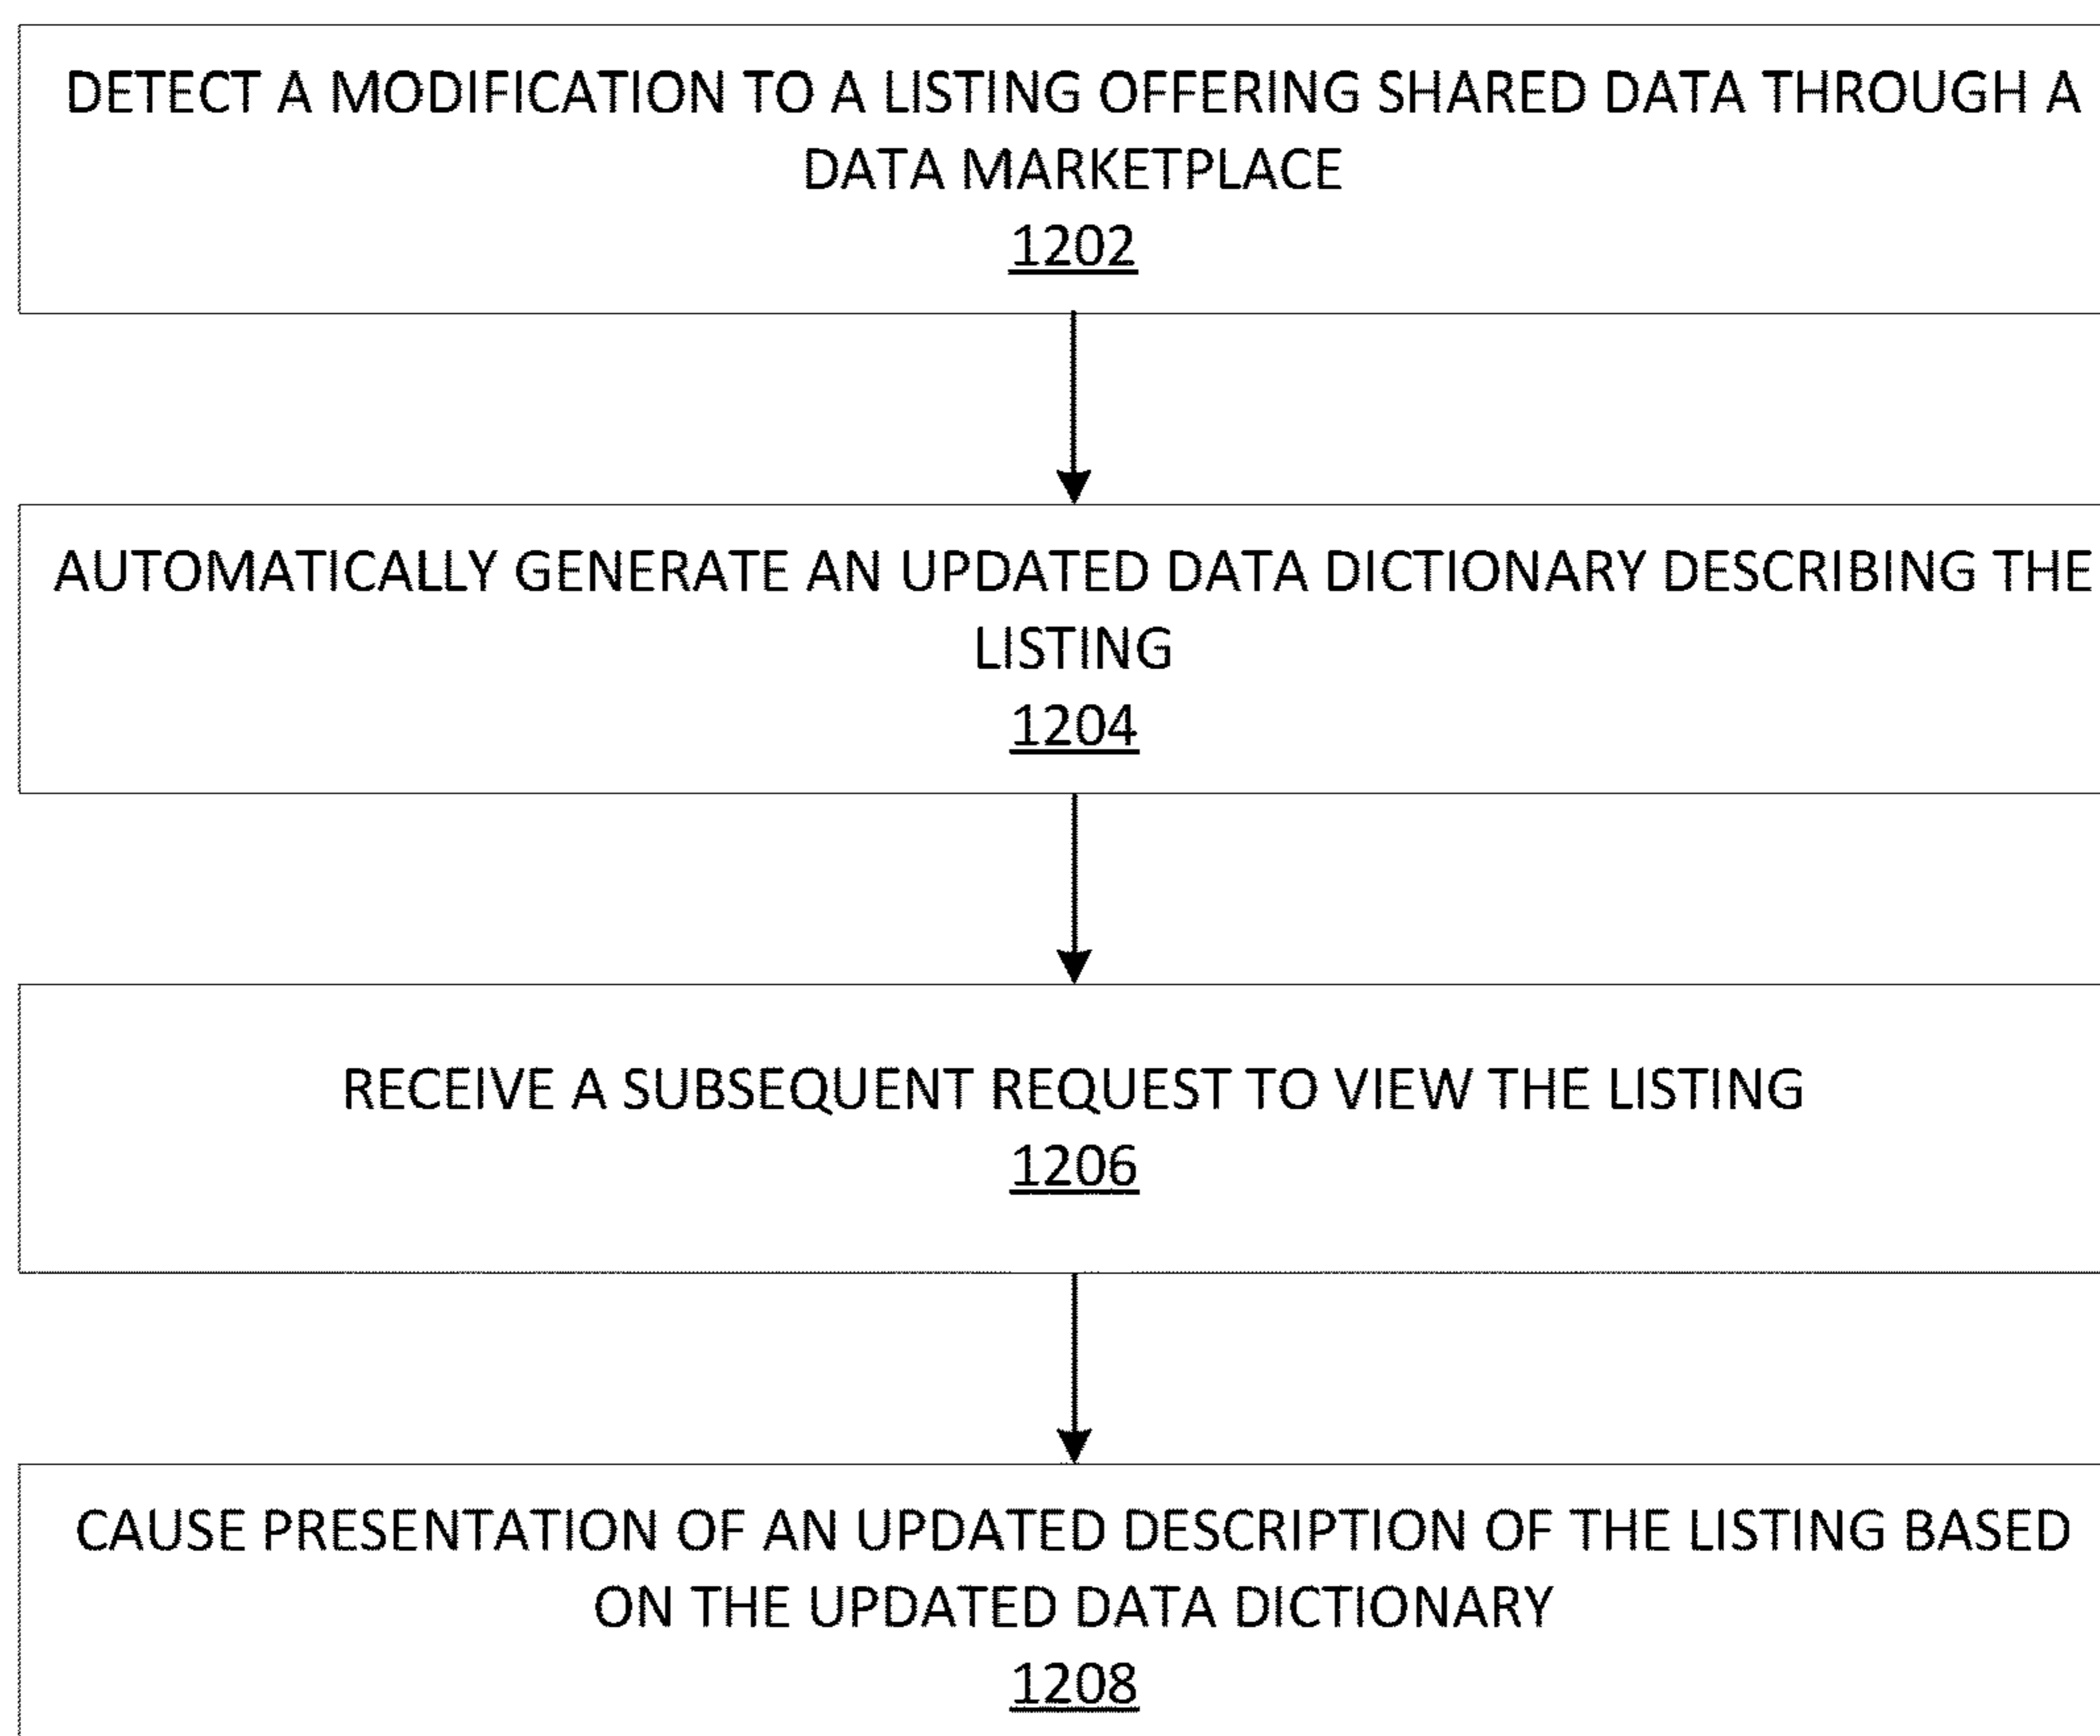 DETECT A MODIFICATION TO A LISTING OFFERING SHARED DATA THROUGH A
DATA MARKETPLACE
1202
AUTOMATICALLY GENERATE AN UPDATED DATA DICTIONARY DESCRIBING THE
LISTING
1204
RECEIVE A SUBSEQUENT REQUEST TO VIEW THE LISTING
1206
CAUSE PRESENTATION OF AN UPDATED DESCRIPTION OF THE LISTING BASED
ON THE UPDATED DATA DICTIONARY
1208